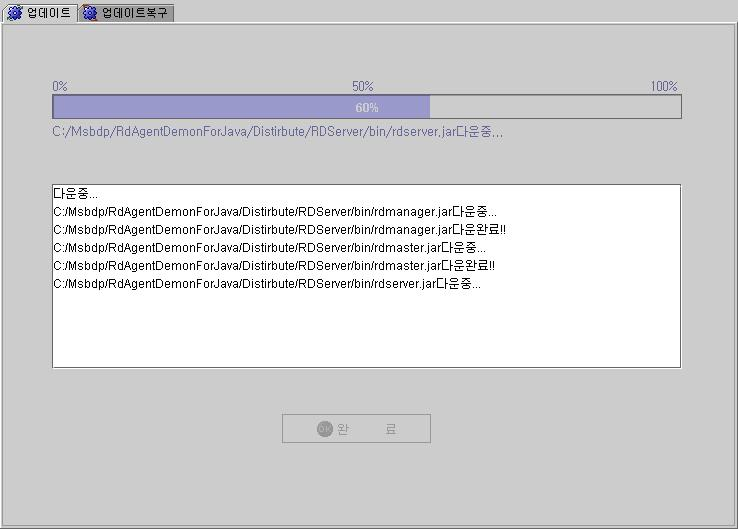 업데이트 업데이트복구
0% 50% 100%
60%
C:/Msbdp/RdAgentDemonForJava/Distirbute/RDServer/bin/rdserver.jar다운중...
다운중...
C:/Msbdp/RdAgentDemonForJava/Distirbute/RDServer/bin/rdmanager.jar다운중...
C:/Msbdp/RdAgentDemonForJava/Distirbute/RDServer/bin/rdmanager.jar다운완료!!
C:/Msbdp/RdAgentDemonForJava/Distirbute/RDServer/bin/rdmaster.jar다운중...
C:/Msbdp/RdAgentDemonForJava/Distirbute/RDServer/bin/rdmaster.jar다운완료!!
C:/Msbdp/RdAgentDemonForJava/Distirbute/RDServer/bin/rdserver.jar다운중...
OK 완 료